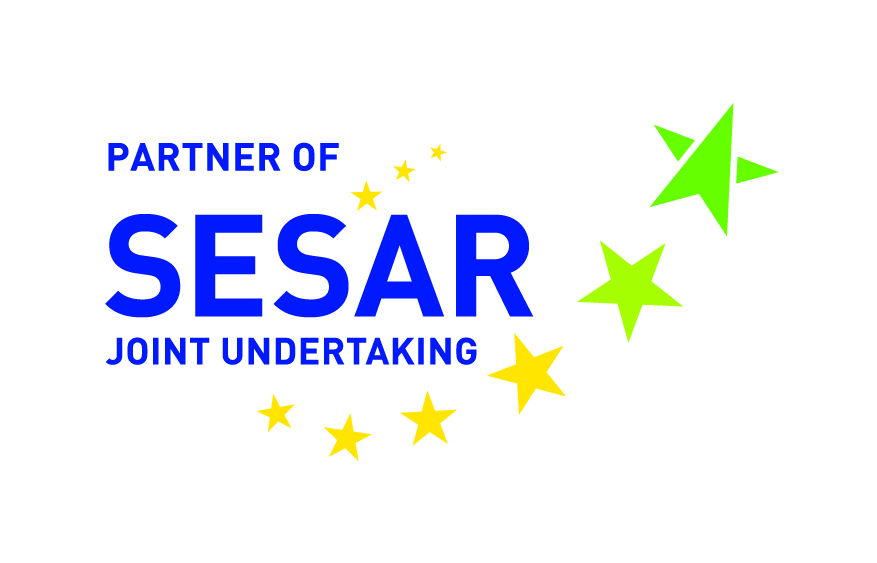 PARTNER OF
SESAR
JOINT UNDERTAKING